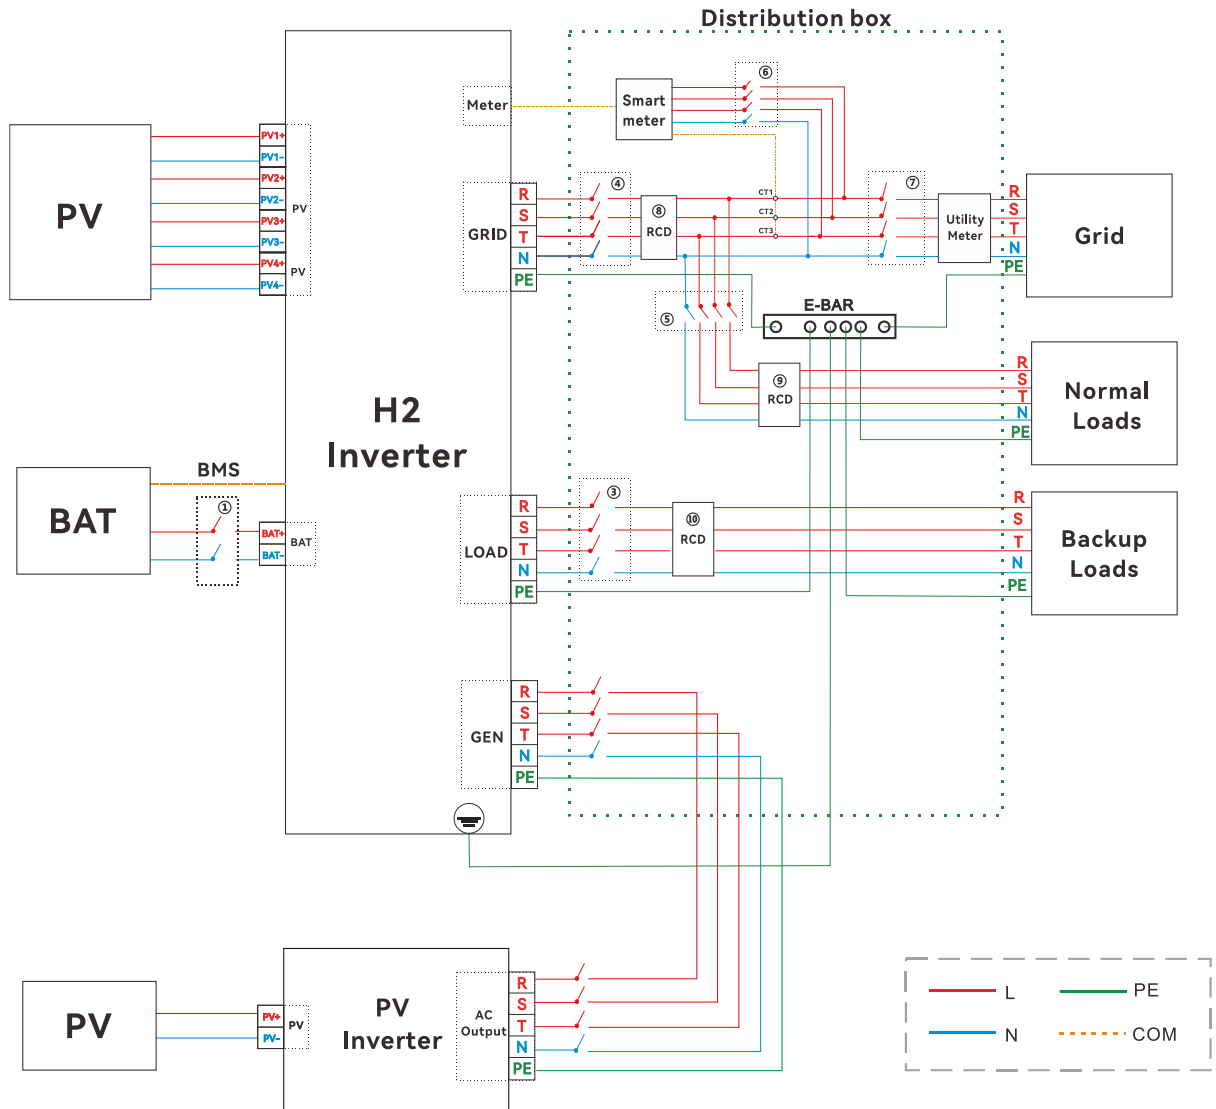 Distribution box
PV
PV1+
PV1-
PV2+
PV2-
PV3+
PV3-
PV4+
PV4-
PV
PV
H2
Inverter
Meter
Smart
meter
⑥
GRID
R
S
T
N
PE
④
⑧
RCD
CT1
CT2
CT3
⑦
Utility
Meter
R
S
T
N
PE
Grid
⑤
E-BAR
⑨
RCD
R
S
T
N
PE
Normal
Loads
BAT
BMS
①
BAT+
BAT-
BAT
LOAD
R
S
T
N
PE
③
⑩
RCD
R
S
T
N
PE
Backup
Loads
GEN
R
S
T
N
PE
PV
PV+
PV-
PV
PV
Inverter
AC
Output
R
S
T
N
PE
L
PE
N
COM